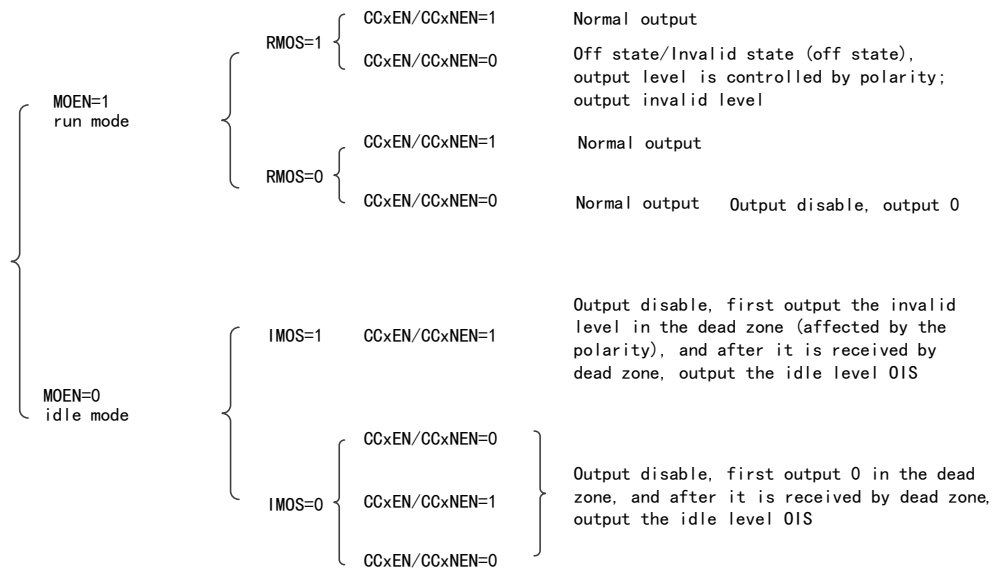 CCxEN/CCxNEN=1 Normal output
RMOS=1
CCxEN/CCxNEN=0 Off state/Invalid state (off state),
output level is controlled by polarity;
output invalid level
MOEN=1
run mode
CCxEN/CCxNEN=1 Normal output
RMOS=0
CCxEN/CCxNEN=0 Normal output Output disable, output 0
Output disable, first output the invalid
level in the dead zone (affected by the
polarity), and after it is received by
dead zone, output the idle level OIS
IMOS=1 CCxEN/CCxNEN=1
MOEN=0
idle mode
CCxEN/CCxNEN=0
IMOS=0 CCxEN/CCxNEN=1
CCxEN/CCxNEN=0
Output disable, first output 0 in the dead
zone, and after it is received by dead zone,
output the idle level OIS